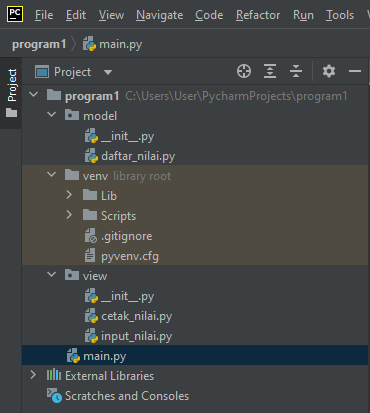 PC File Edit View Navigate Code Refactor Run Tools
program1 main.py
Project
Project
program1 C:\Users\User\PycharmProjects\program1
model
__init__.py
daftar_nilai.py
venv library root
Lib
Scripts
.gitignore
pyvenv.cfg
view
__init__.py
cetak_nilai.py
input_nilai.py
main.py
External Libraries
Scratches and Consoles